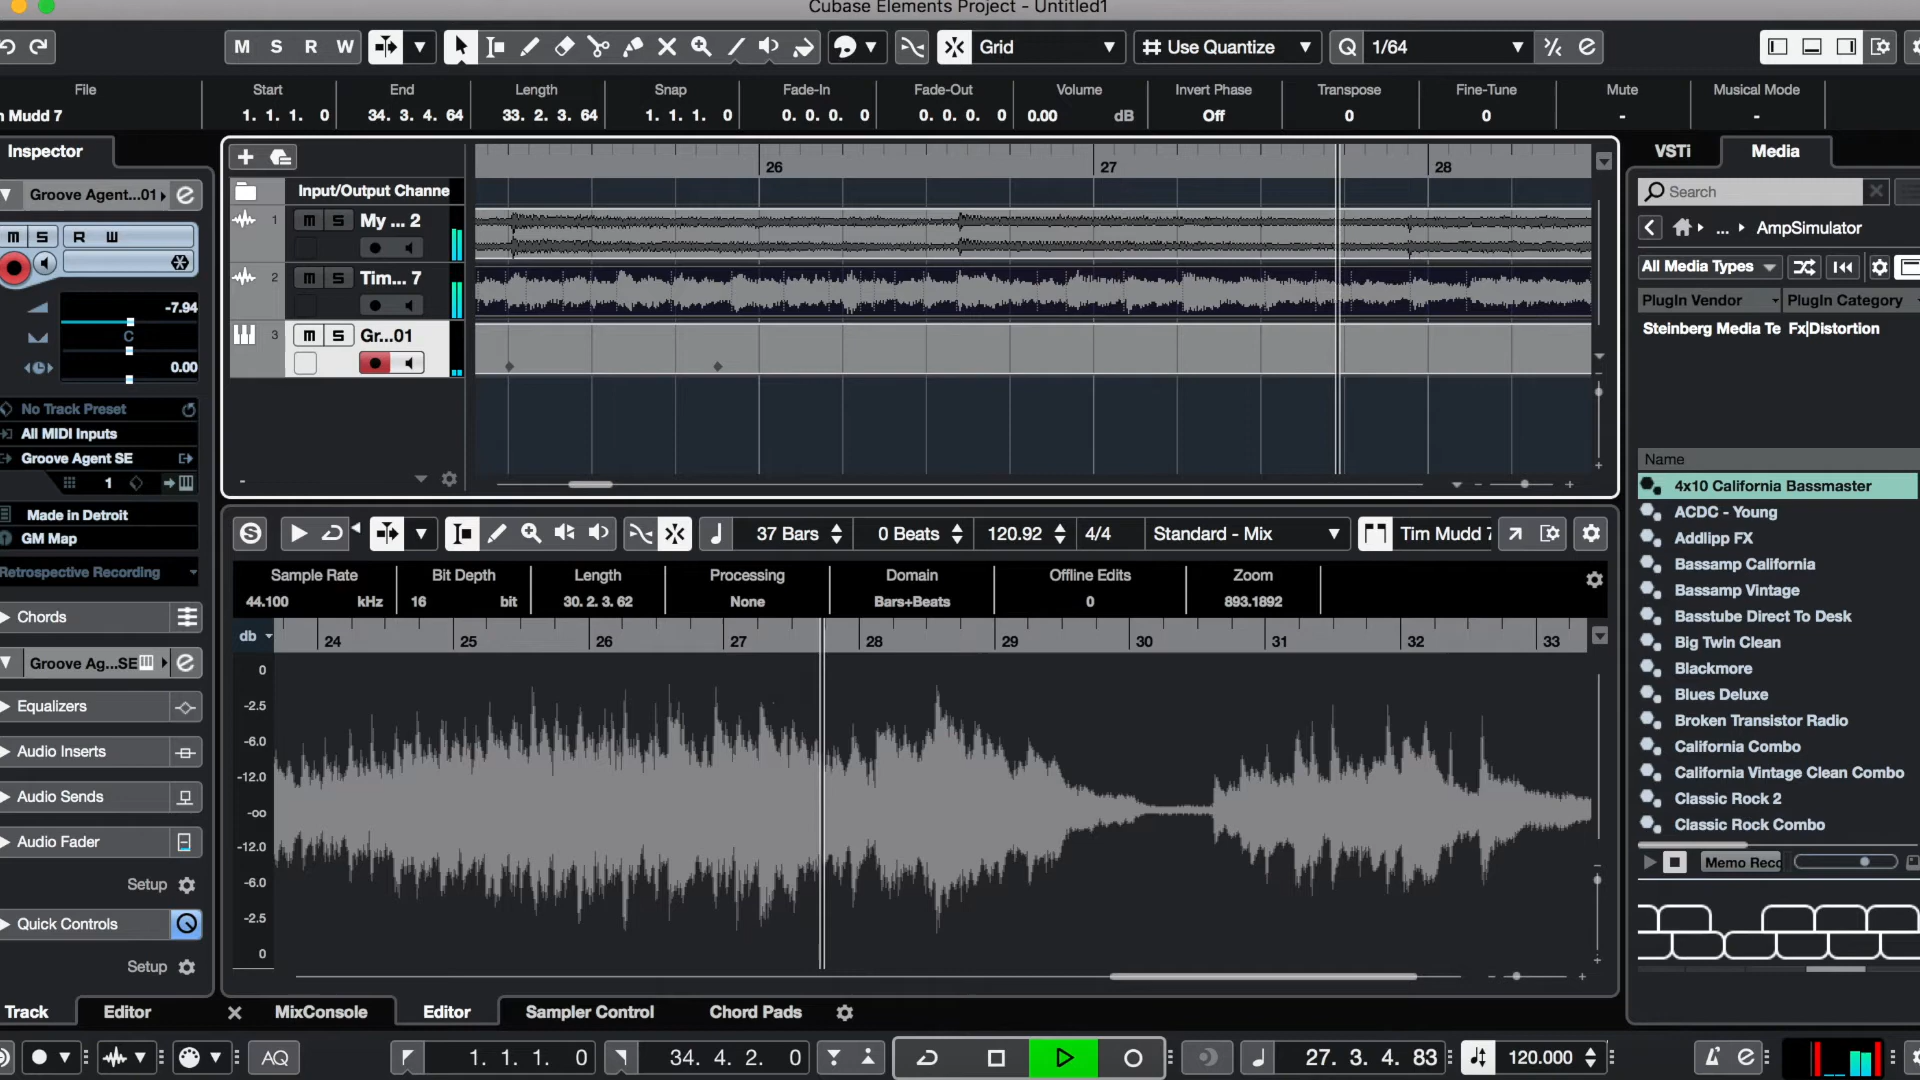 Cubase Elements Project - Untitled1
M S R W Grid Use Quantize Q 1/64
File Start End Length Snap Fade-In Fade-Out Volume Invert Phase Transpose Fine-Tune Mute Musical Mode
Mudd 7 1. 1. 1. 0 34. 3. 4. 64 33. 2. 3. 64 1. 1. 1. 0 0. 0. 0. 0 0. 0. 0. 0 0.00 dB Off 0 0 - -
Inspector
Groove Agent...01
M S R W
-7.94
C
0.00
No Track Preset
All MIDI Inputs
Groove Agent SE
1
Made in Detroit
GM Map
Retrospective Recording
Chords
Groove Ag...SE
Equalizers
Audio Inserts
Audio Sends
Audio Fader
Setup
Quick Controls
Setup
Track Editor
26 27 28
Input/Output Channe
1 m S My ... 2
2 m S Tim... 7
3 m S Gr...01
37 Bars 0 Beats 120.92 4/4 Standard - Mix Tim Mudd 7
Sample Rate Bit Depth Length Processing Domain Offline Edits Zoom
44.100 kHz 16 bit 30. 2. 3. 62 None Bars+Beats 0 893.1892
db 24 25 26 27 28 29 30 31 32 33
0
-2.5
-6.0
-12.0
-oo
-12.0
-6.0
-2.5
0
MixConsole Editor Sampler Control Chord Pads
VSTi Media
Search
... AmpSimulator
All Media Types
PlugIn Vendor PlugIn Category
Steinberg Media Te Fx|Distortion
Name
4x10 California Bassmaster
ACDC - Young
Addlipp FX
Bassamp California
Bassamp Vintage
Basstube Direct To Desk
Big Twin Clean
Blackmore
Blues Deluxe
Broken Transistor Radio
California Combo
California Vintage Clean Combo
Classic Rock 2
Classic Rock Combo
Memo Reco
AQ 1. 1. 1. 0 34. 4. 2. 0 27. 3. 4. 83 120.000